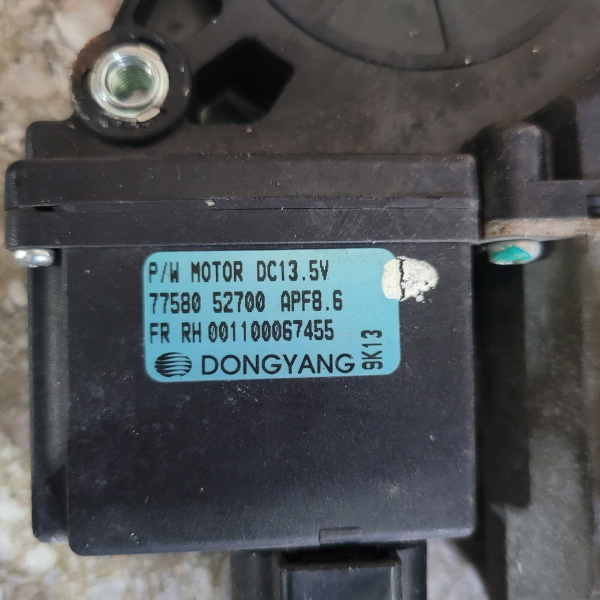 P/W MOTOR DC13.5V
77580 52700 APF8.6
FR RH 001100067455
DONGYANG
9K13